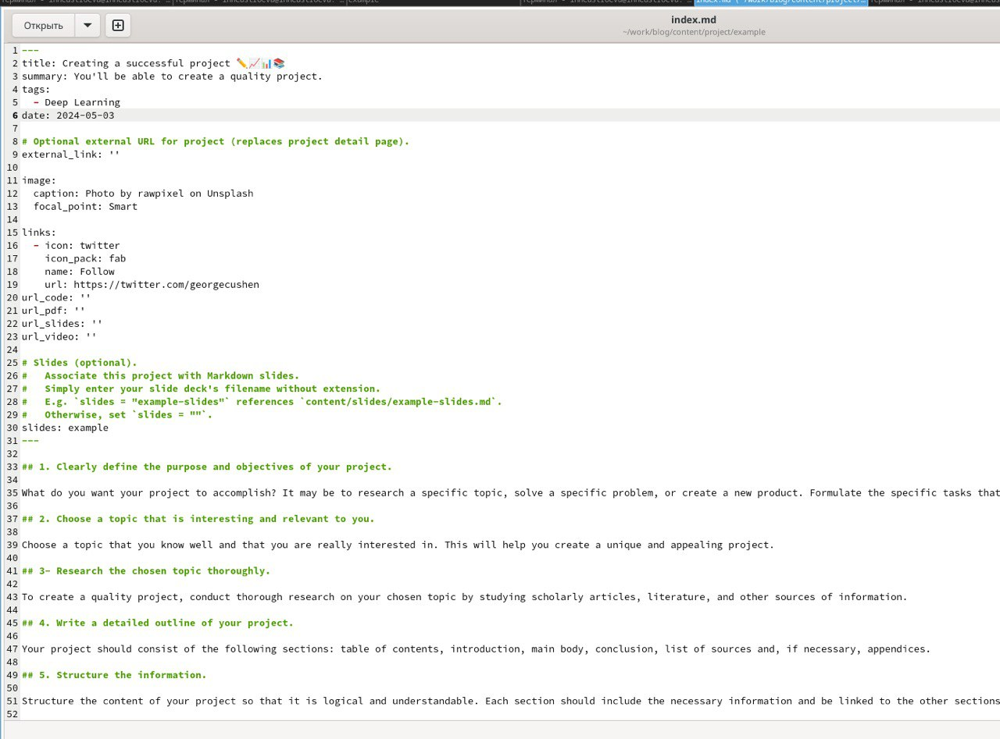 Открыть
index.md
~/work/blog/content/project/example
1 ---
2 title: Creating a successful project ✏️📈📊📚
3 summary: You'll be able to create a quality project.
4 tags:
5   - Deep Learning
6 date: 2024-05-03
7
8 # Optional external URL for project (replaces project detail page).
9 external_link: ''
10
11 image:
12   caption: Photo by rawpixel on Unsplash
13   focal_point: Smart
14
15 links:
16   - icon: twitter
17     icon_pack: fab
18     name: Follow
19     url: https://twitter.com/georgecushen
20 url_code: ''
21 url_pdf: ''
22 url_slides: ''
23 url_video: ''
24
25 # Slides (optional).
26 #   Associate this project with Markdown slides.
27 #   Simply enter your slide deck's filename without extension.
28 #   E.g. `slides = "example-slides"` references `content/slides/example-slides.md`.
29 #   Otherwise, set `slides = ""`.
30 slides: example
31 ---
32
33 ## 1. Clearly define the purpose and objectives of your project.
34
35 What do you want your project to accomplish? It may be to research a specific topic, solve a specific problem, or create a new product. Formulate the specific tasks that
36
37 ## 2. Choose a topic that is interesting and relevant to you.
38
39 Choose a topic that you know well and that you are really interested in. This will help you create a unique and appealing project.
40
41 ## 3- Research the chosen topic thoroughly.
42
43 To create a quality project, conduct thorough research on your chosen topic by studying scholarly articles, literature, and other sources of information.
44
45 ## 4. Write a detailed outline of your project.
46
47 Your project should consist of the following sections: table of contents, introduction, main body, conclusion, list of sources and, if necessary, appendices.
48
49 ## 5. Structure the information.
50
51 Structure the content of your project so that it is logical and understandable. Each section should include the necessary information and be linked to the other sections
52